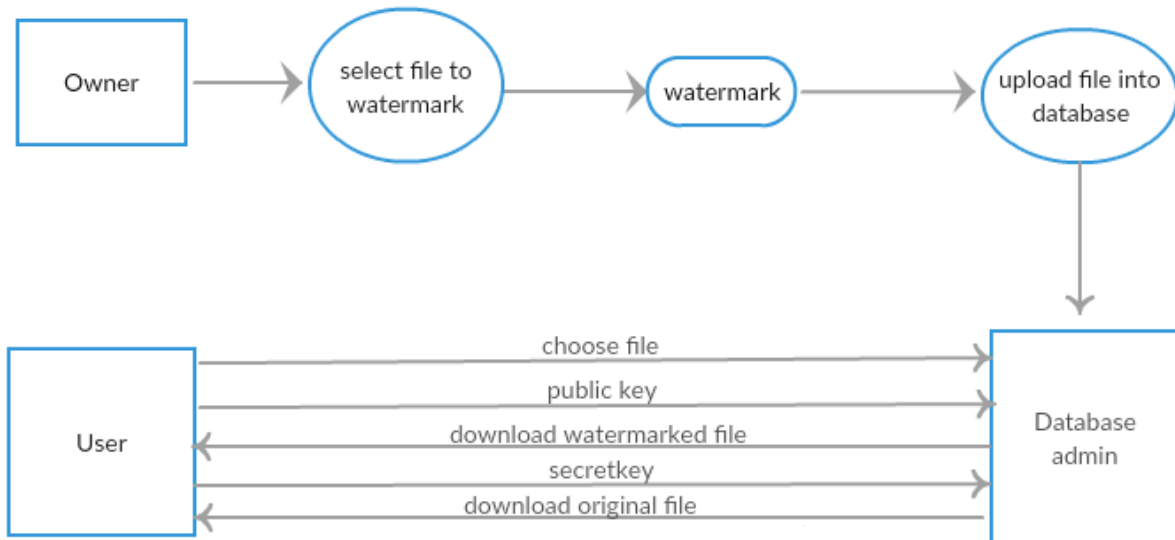 Owner
select file to
watermark
watermark
upload file into
database
choose file
public key
download watermarked file
secretkey
download original file
User
Database
admin